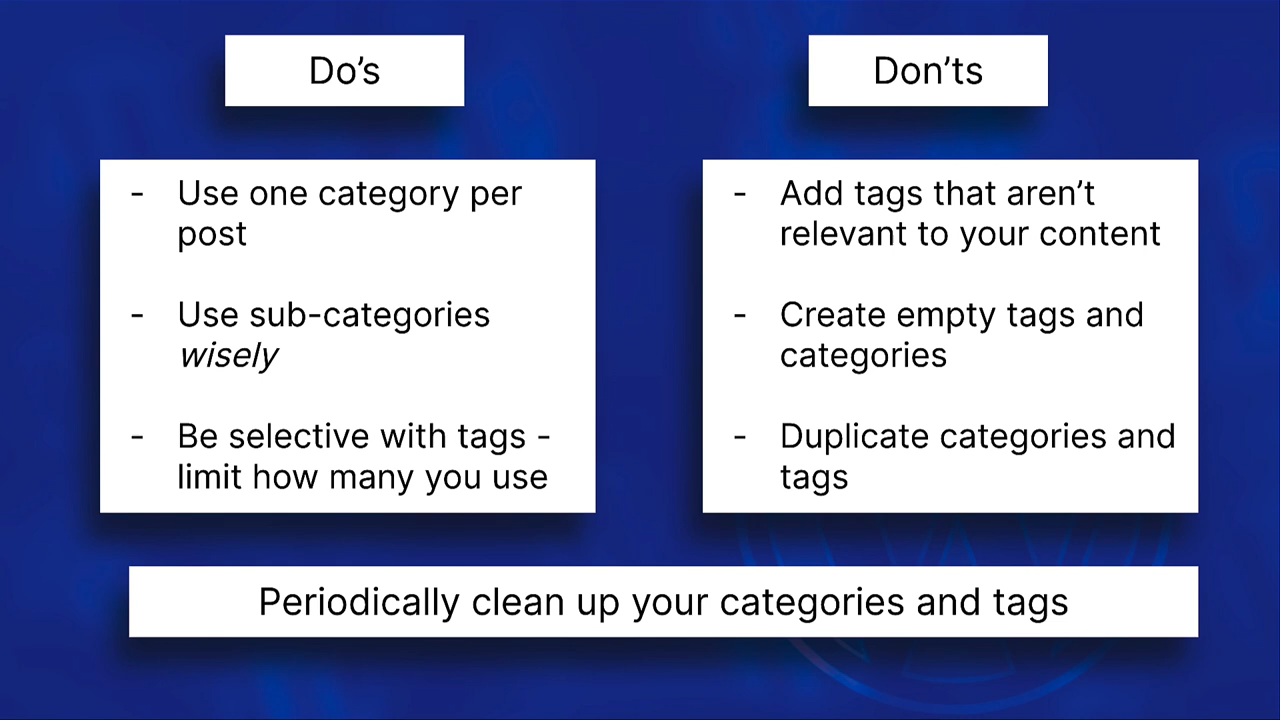 Do’s
- Use one category per
post
- Use sub-categories
wisely
- Be selective with tags -
limit how many you use
Don’ts
- Add tags that aren’t
relevant to your content
- Create empty tags and
categories
- Duplicate categories and
tags
Periodically clean up your categories and tags